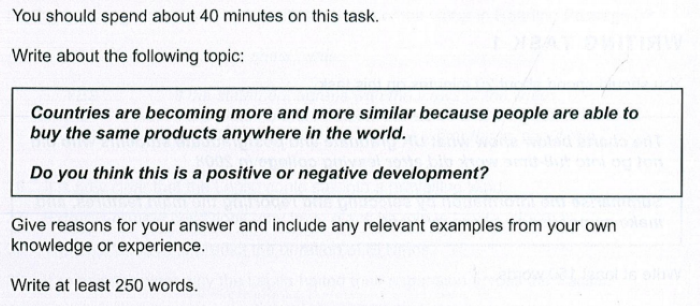 You should spend about 40 minutes on this task.
Write about the following topic:
Countries are becoming more and more similar because people are able to
buy the same products anywhere in the world.
Do you think this is a positive or negative development?
Give reasons for your answer and include any relevant examples from your own
knowledge or experience.
Write at least 250 words.